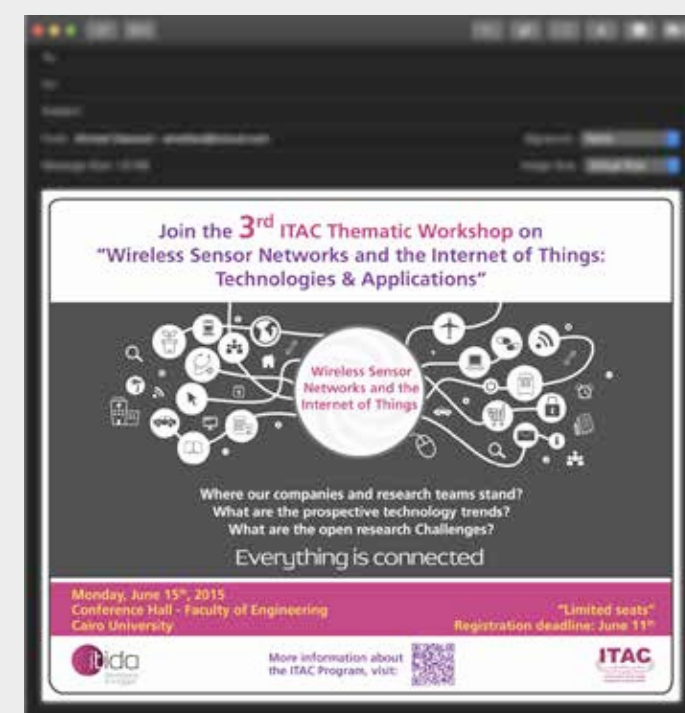 Join the 3rd ITAC Thematic Workshop on
"Wireless Sensor Networks and the Internet of Things:
Technologies & Applications"
Wireless Sensor
Networks and the
Internet of Things
Where our companies and research teams stand?
What are the prospective technology trends?
What are the open research Challenges?
Everything is connected
Monday, June 15th, 2015
Conference Hall - Faculty of Engineering
Cairo University
"Limited seats"
Registration deadline: June 11th
itida
More information about
the ITAC Program, visit:
ITAC